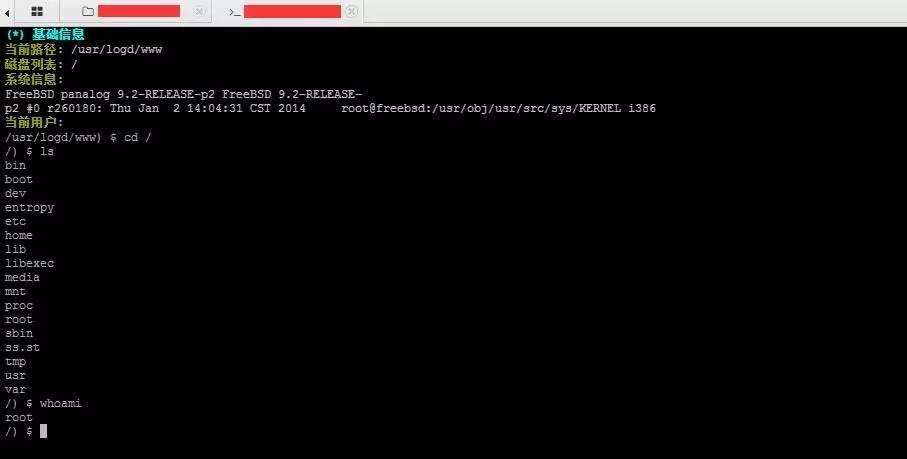 (*) 基础信息
当前路径: /usr/logd/www
磁盘列表: /
系统信息:
FreeBSD panalog 9.2-RELEASE-p2 FreeBSD 9.2-RELEASE-
p2 #0 r260180: Thu Jan  2 14:04:31 CST 2014     root@freebsd:/usr/obj/usr/src/sys/KERNEL i386
当前用户:
/usr/logd/www) $ cd /
/) $ ls
bin
boot
dev
entropy
etc
home
lib
libexec
media
mnt
proc
root
sbin
ss.st
tmp
usr
var
/) $ whoami
root
/) $